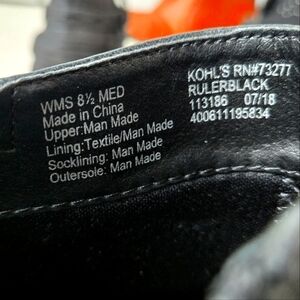 WMS 8½ MED
Made in China
Upper:Man Made
Lining:Textile/Man Made
Socklining: Man Made
Outersole: Man Made
KOHL'S RN#73277
RULERBLACK
113186 07/18
400611195834